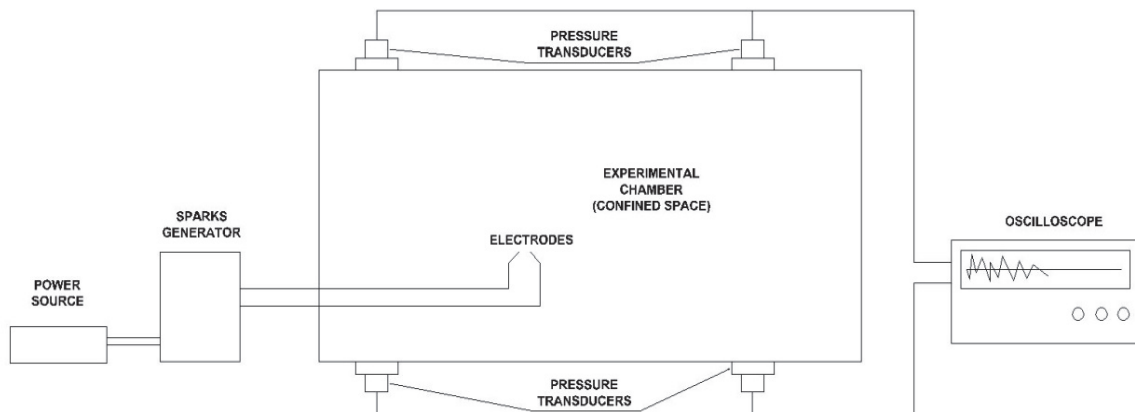 PRESSURE
TRANSDUCERS
EXPERIMENTAL
CHAMBER
(CONFINED SPACE)
SPARKS
GENERATOR
OSCILLOSCOPE
ELECTRODES
POWER
SOURCE
PRESSURE
TRANSDUCERS